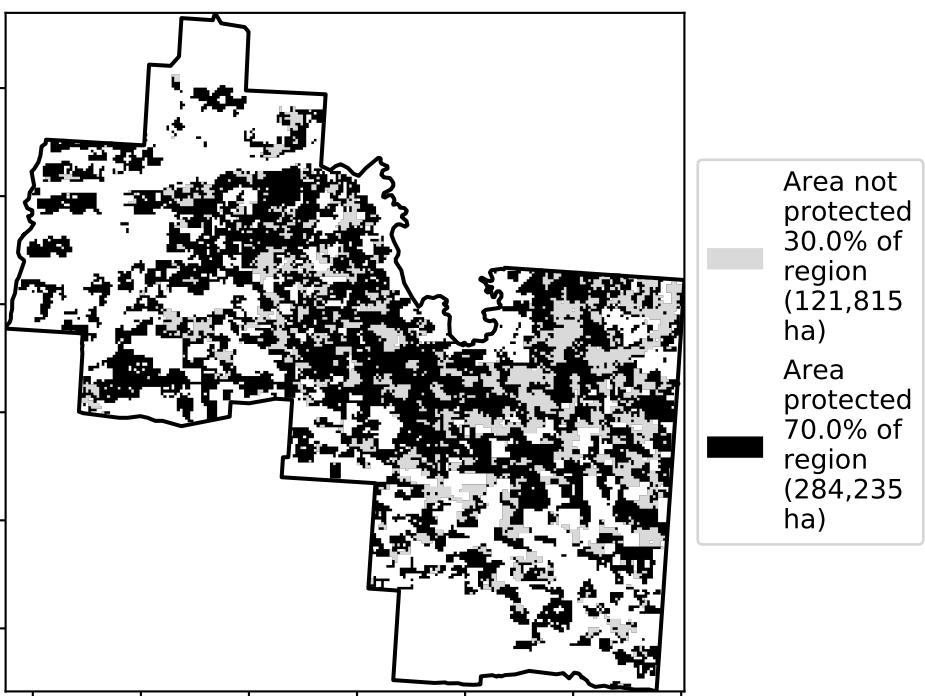 Area not
protected
30.0% of
region
(121,815
ha)
Area
protected
70.0% of
region
(284,235
ha)